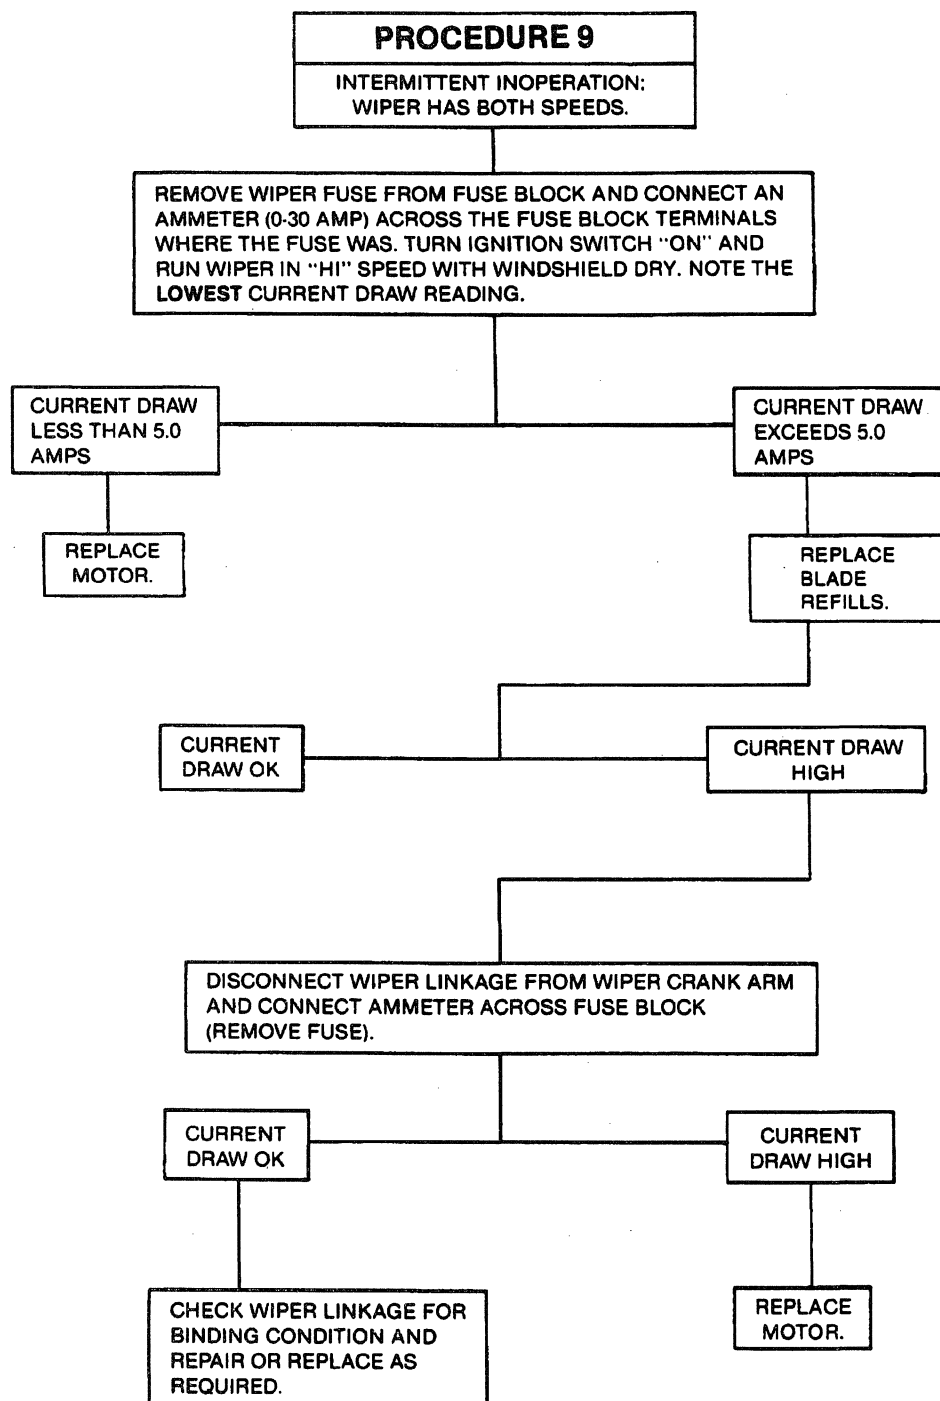 PROCEDURE 9
INTERMITTENT INOPERATION:
WIPER HAS BOTH SPEEDS.
REMOVE WIPER FUSE FROM FUSE BLOCK AND CONNECT AN
AMMETER (0-30 AMP) ACROSS THE FUSE BLOCK TERMINALS
WHERE THE FUSE WAS. TURN IGNITION SWITCH "ON" AND
RUN WIPER IN "HI" SPEED WITH WINDSHIELD DRY. NOTE THE
LOWEST CURRENT DRAW READING.
CURRENT DRAW
LESS THAN 5.0
AMPS
CURRENT DRAW
EXCEEDS 5.0
AMPS
REPLACE
MOTOR.
REPLACE
BLADE
REFILLS.
CURRENT
DRAW OK
CURRENT DRAW
HIGH
DISCONNECT WIPER LINKAGE FROM WIPER CRANK ARM
AND CONNECT AMMETER ACROSS FUSE BLOCK
(REMOVE FUSE).
CURRENT
DRAW OK
CURRENT
DRAW HIGH
CHECK WIPER LINKAGE FOR
BINDING CONDITION AND
REPAIR OR REPLACE AS
REQUIRED.
REPLACE
MOTOR.